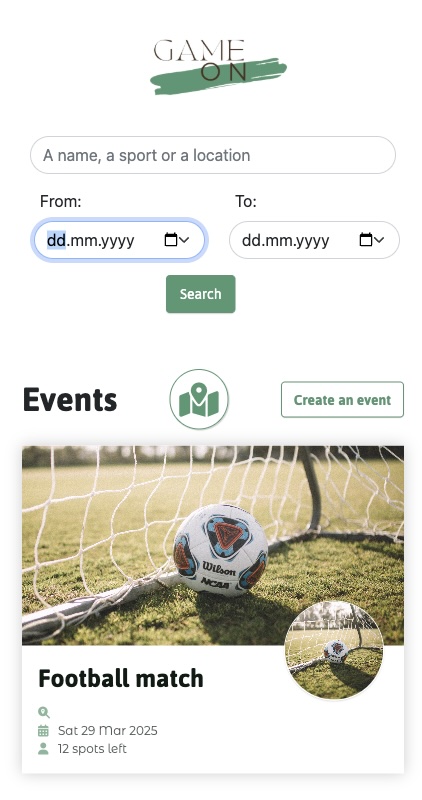 GAME
ON
A name, a sport or a location
From: To:
dd.mm.yyyy dd.mm.yyyy
Search
Events Create an event
Wilson
NCAA
Football match
Sat 29 Mar 2025
12 spots left